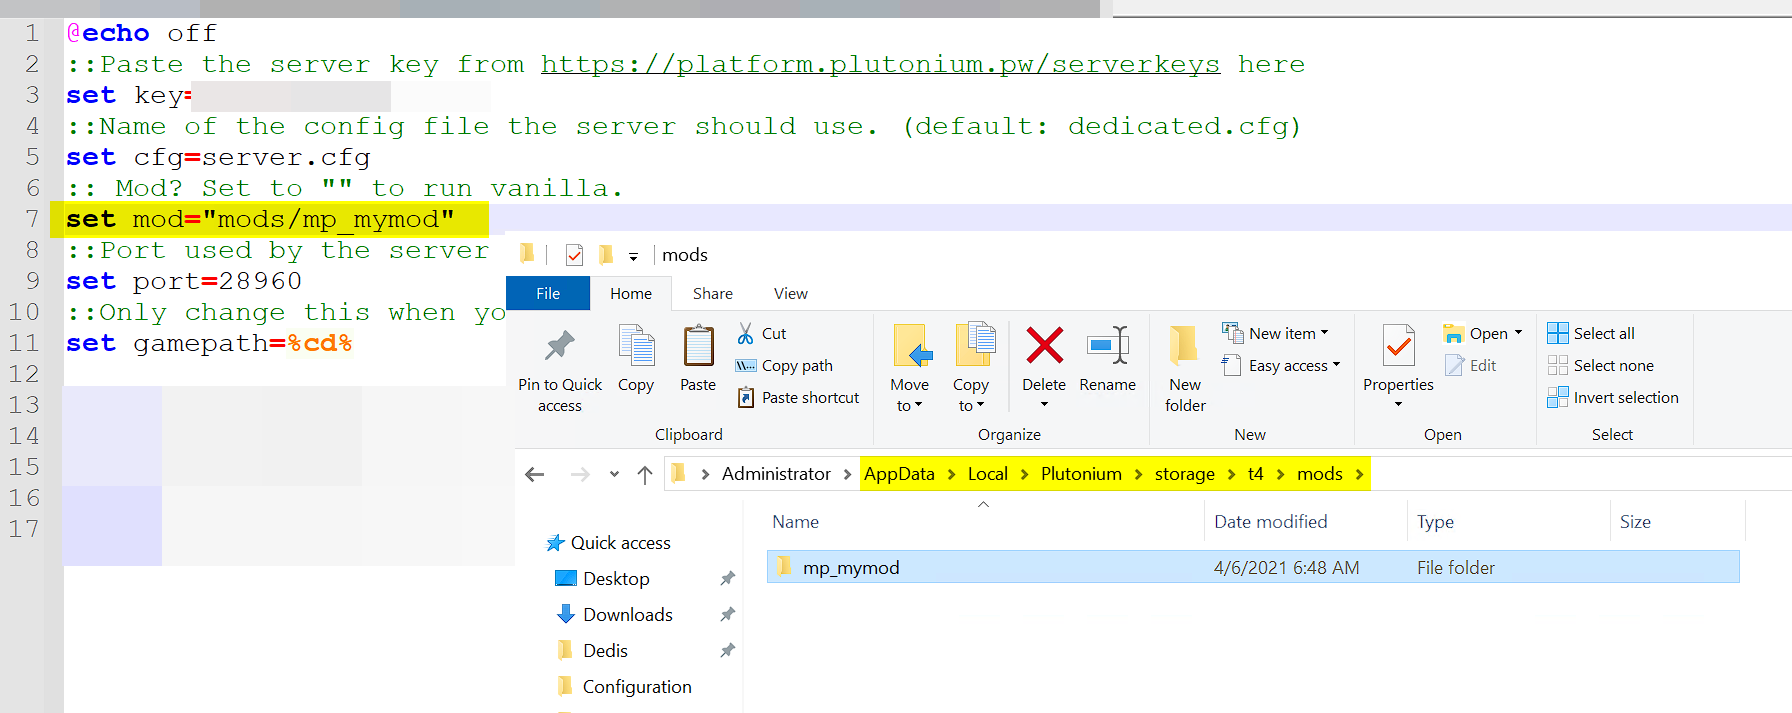 1 @echo off
2 ::Paste the server key from https://platform.plutonium.pw/serverkeys here
3 set key=
4 ::Name of the config file the server should use. (default: dedicated.cfg)
5 set cfg=server.cfg
6 :: Mod? Set to "" to run vanilla.
7 set mod="mods/mp_mymod"
8 ::Port used by the server
9 set port=28960
10 ::Only change this when yo
11 set gamepath=%cd%
12
13
14
15
16
17
mods
File Home Share View
Pin to Quick access
Copy
Paste
Cut
Copy path
Paste shortcut
Clipboard
Move to
Copy to
Delete
Rename
Organize
New folder
New item
Easy access
New
Properties
Open
Edit
Open
Select all
Select none
Invert selection
Select
Administrator > AppData > Local > Plutonium > storage > t4 > mods >
Name Date modified Type Size
mp_mymod 4/6/2021 6:48 AM File folder
Quick access
Desktop
Downloads
Dedis
Configuration